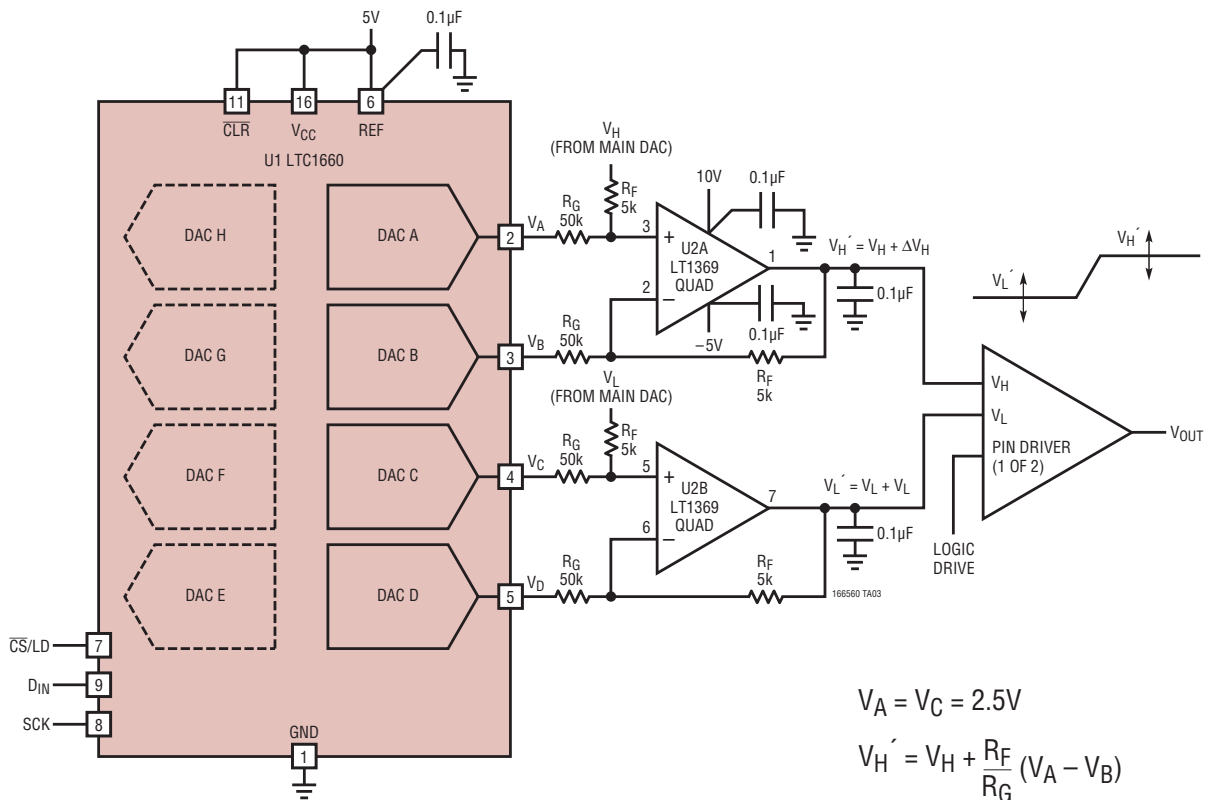 5V
0.1µF
11
16
6
CLR
VCC
REF
U1 LTC1660
DAC H
DAC A
2
VA
RG
50k
VH
(FROM MAIN DAC)
RF
5k
3
+
10V
0.1µF
U2A
LT1369
QUAD
1
2
–
–5V
0.1µF
VH´ = VH + ΔVH
0.1µF
DAC G
DAC B
3
VB
RG
50k
RF
5k
VL´
VH´
VH
VL
PIN DRIVER
(1 OF 2)
VOUT
LOGIC
DRIVE
DAC F
DAC C
4
VC
RG
50k
VL
(FROM MAIN DAC)
RF
5k
5
+
U2B
LT1369
QUAD
7
6
–
VL´ = VL + VL
0.1µF
DAC E
DAC D
5
VD
RG
50k
RF
5k
166560 TA03
CS/LD
7
DIN
9
SCK
8
GND
1
VA = VC = 2.5V
VH´ = VH + RF/RG (VA – VB)